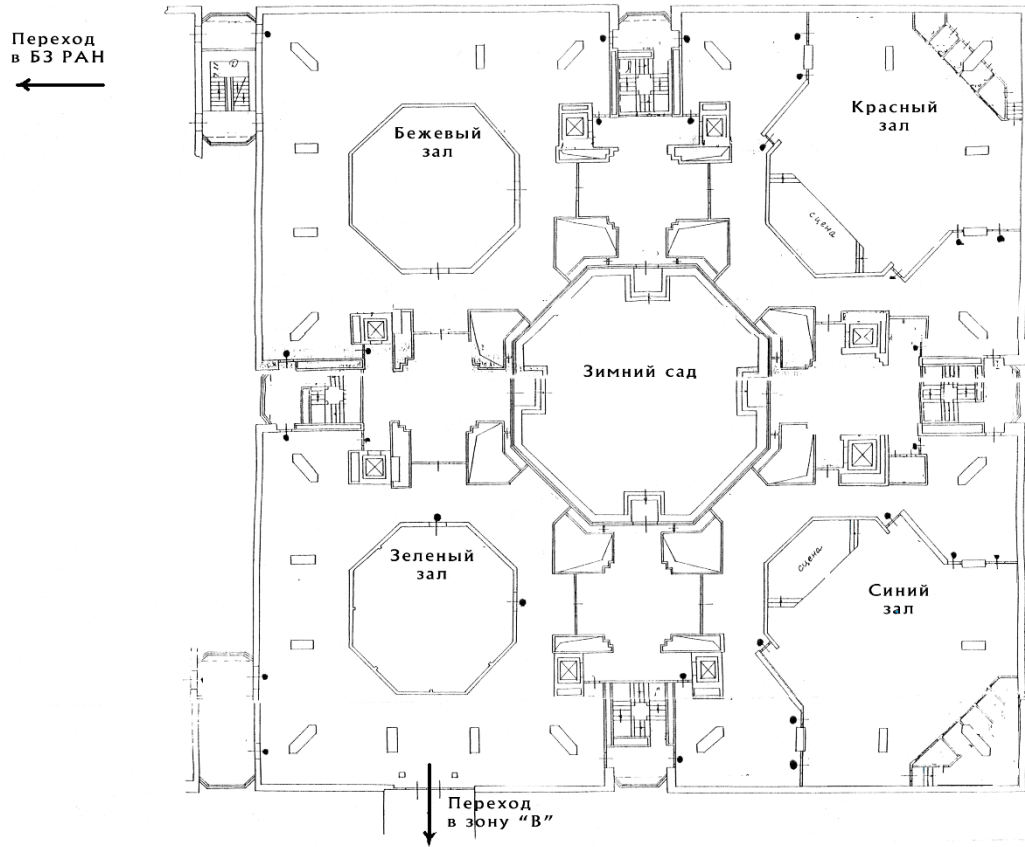 Переход
в БЗ РАН
Бежевый
зал
Красный
зал
сцена
Зимний сад
Зеленый
зал
сцена
Синий
зал
Переход
в зону “В”